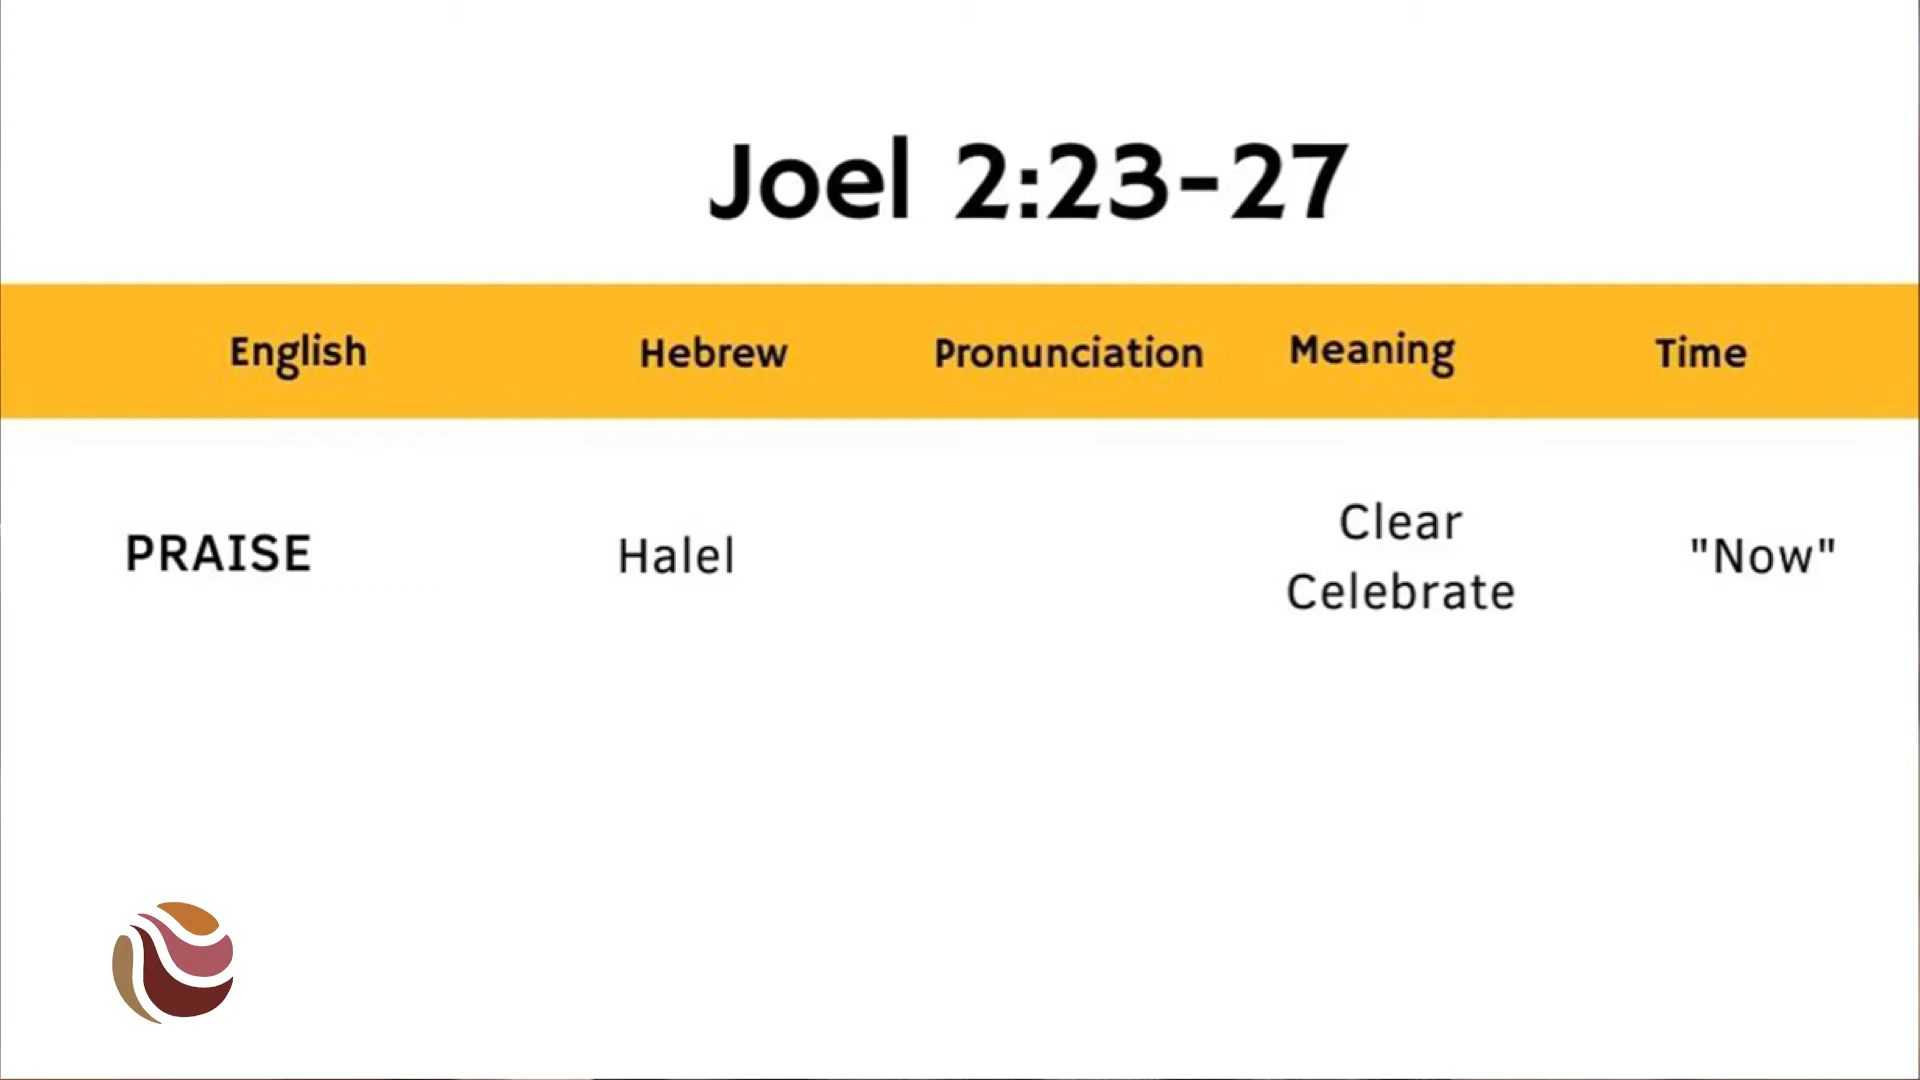 Joel 2:23-27
English Hebrew Pronunciation Meaning Time
PRAISE Halel Clear Celebrate "Now"